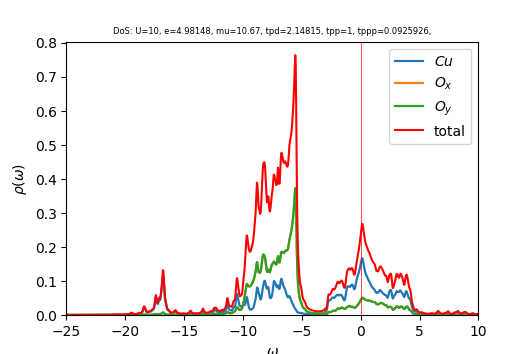 DoS: U=10, e=4.98148, mu=10.67, tpd=2.14815, tpp=1, tppp=0.0925926,
0.8
0.7
0.6
0.5
0.4
0.3
0.2
0.1
0.0
ρ(ω)
Cu
Oₓ
Oᵧ
total
−25 −20 −15 −10 −5 0 5 10
ω